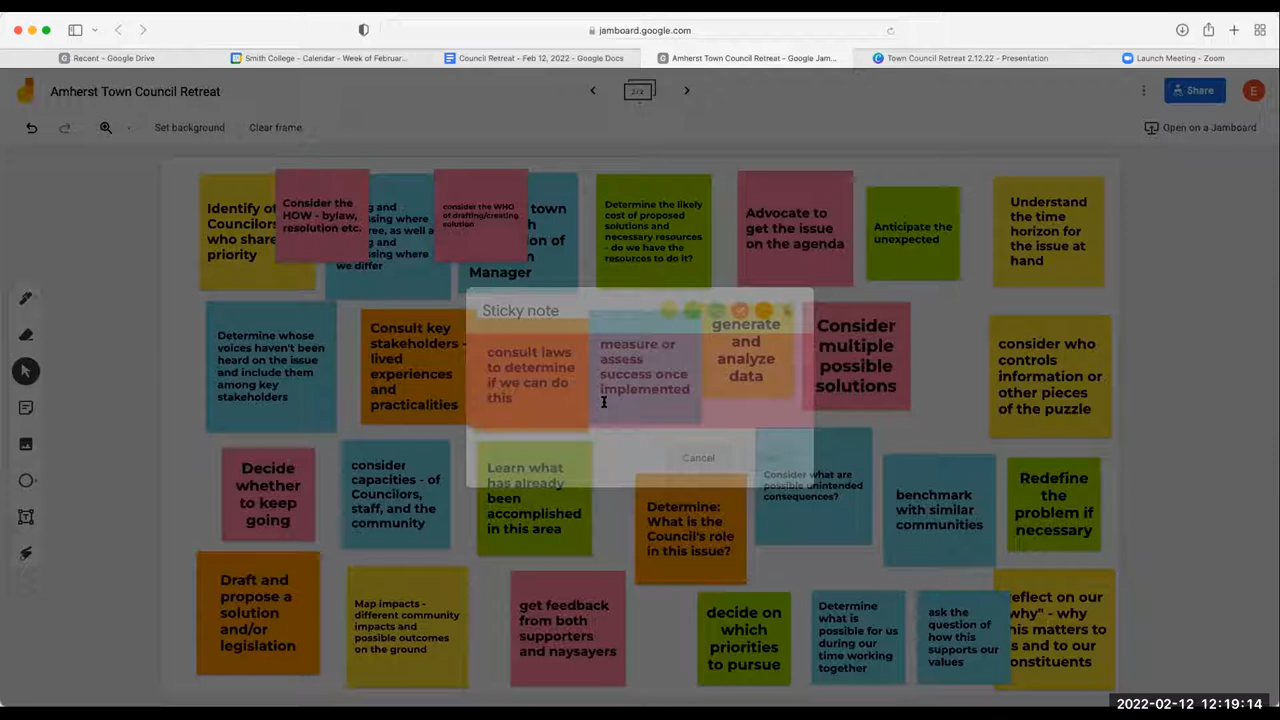 jamboard.google.com
Recent - Google Drive
Smith College - Calendar - Week of Februar...
Council Retreat - Feb 12, 2022 - Google Docs
Amherst Town Council Retreat - Google Jam...
Town Council Retreat 2.12.22 - Presentation
Launch Meeting - Zoom
Amherst Town Council Retreat
Share
E
Set background
Clear frame
Open on a Jamboard
Identify
Councilors
who share
priority
Consider the
HOW - bylaw,
resolution etc.
g and
where
as well a
g and
where
we differ
consider the WHO
of drafting/creating
solution
town
of
Manager
Determine the likely
cost of proposed
solutions and
necessary resources
- do we have the
resources to do it?
Advocate to
get the issue
on the agenda
Anticipate the
unexpected
Understand
the time
horizon for
the issue at
hand
Determine whose
voices haven't been
heard on the issue
and include them
among key
stakeholders
Consult key
stakeholders -
lived
experiences
and
practicalities
Sticky note
consult laws
to determine
if we can do
this
measure or
assess
success once
implemented
generate
and
analyze
data
Cancel
Consider
multiple
possible
solutions
consider who
controls
information or
other pieces
of the puzzle
Decide
whether
to keep
going
consider
capacities - of
Councilors,
staff, and the
community
Learn what
has already
been
accomplished
in this area
Determine:
What is the
Council's role
in this issue?
Consider what are
possible unintended
consequences?
benchmark
with similar
communities
Redefine
the
problem if
necessary
Draft and
propose a
solution
and/or
legislation
Map impacts -
different community
impacts and
possible outcomes
on the ground
get feedback
from both
supporters
and naysayers
decide on
which
priorities
to pursue
Determine
what is
possible for us
during our
time working
together
ask the
question of
how this
supports our
values
eflect on our
why" - why
his matters to
s and to our
onstituents
2022-02-12 12:19:14